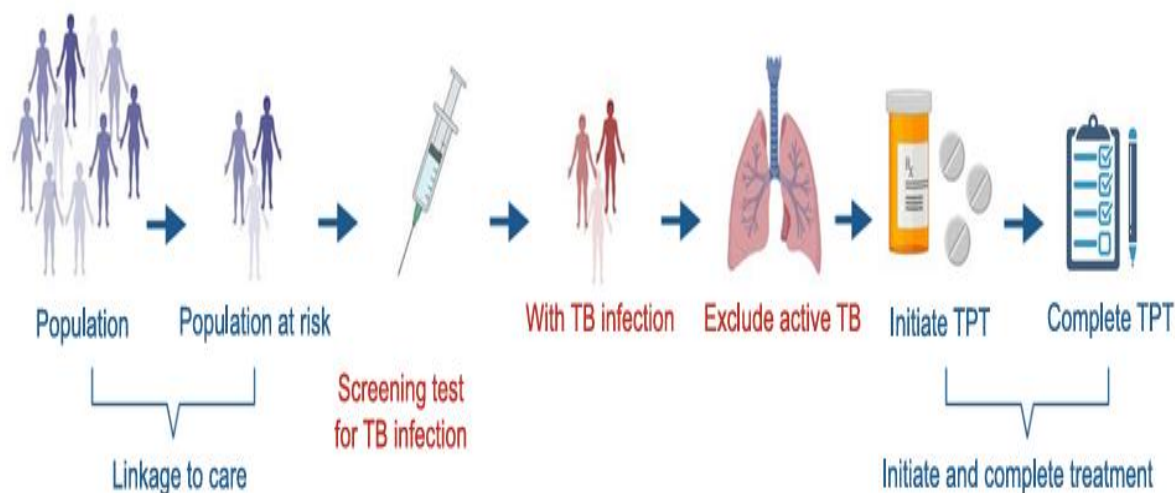 Population
Population at risk
Screening test
for TB infection
With TB infection
Exclude active TB
Rx
Initiate TPT
Complete TPT
Linkage to care
Initiate and complete treatment